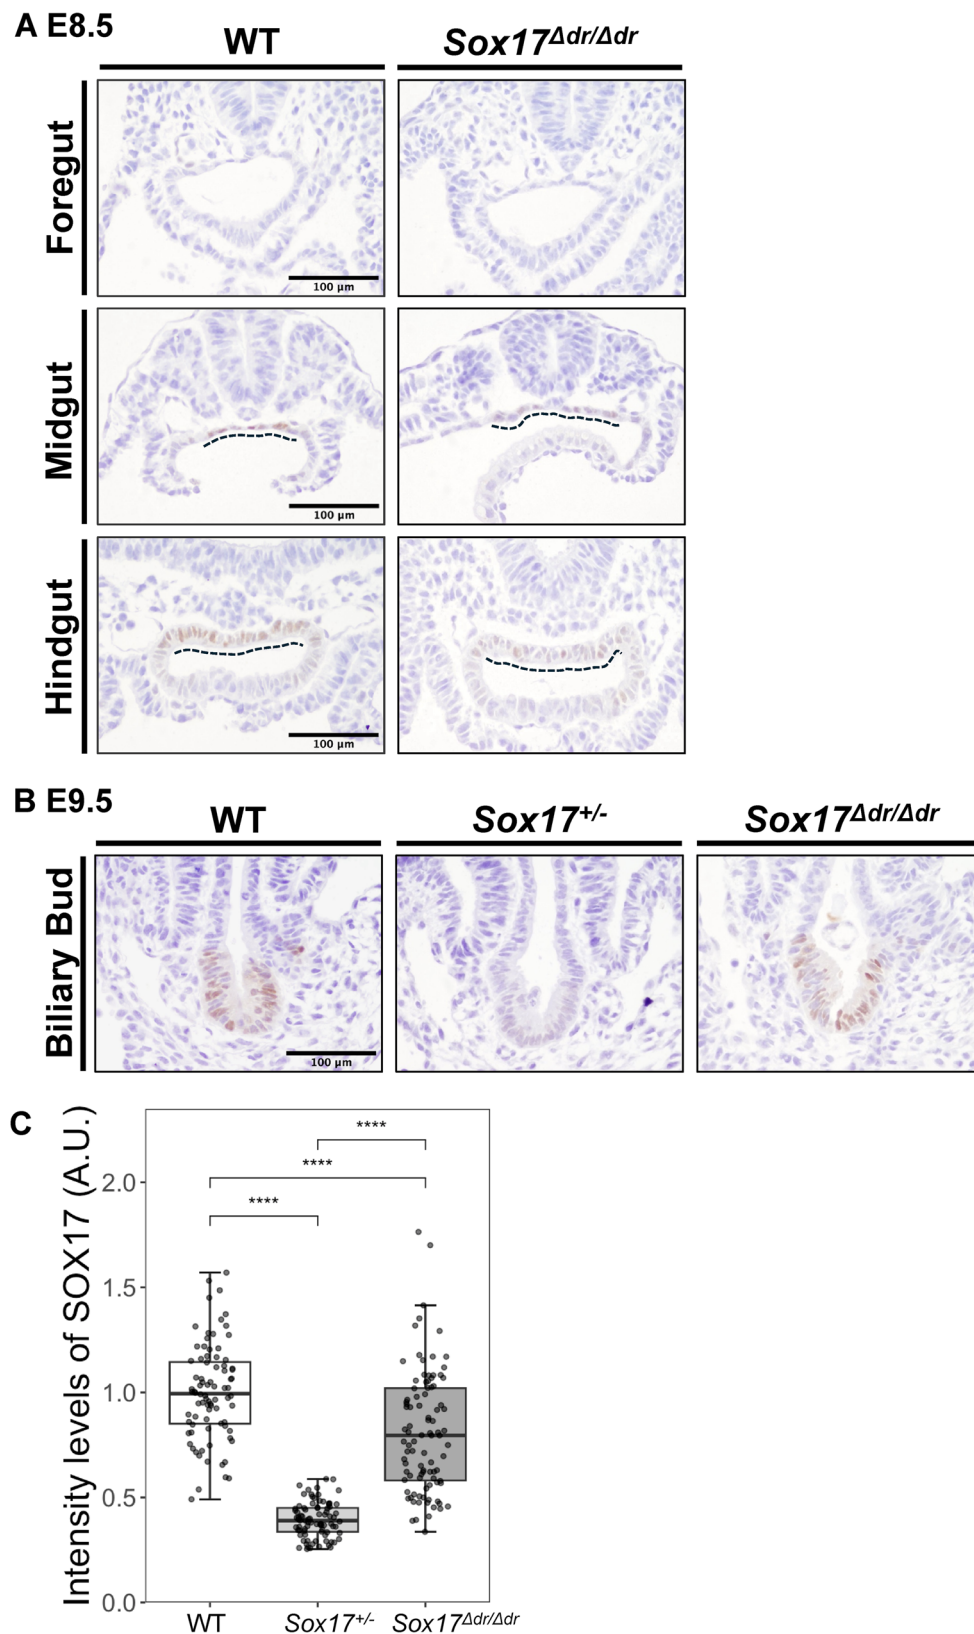 A E8.5
WT
Sox17Δdr/Δdr
Foregut
100 μm
Midgut
100 μm
Hindgut
100 μm
B E9.5
WT
Sox17+/-
Sox17Δdr/Δdr
Biliary Bud
100 μm
C
Intensity levels of SOX17 (A.U.)
****
****
****
2.0
1.5
1.0
0.5
0.0
WT
Sox17+/-
Sox17Δdr/Δdr